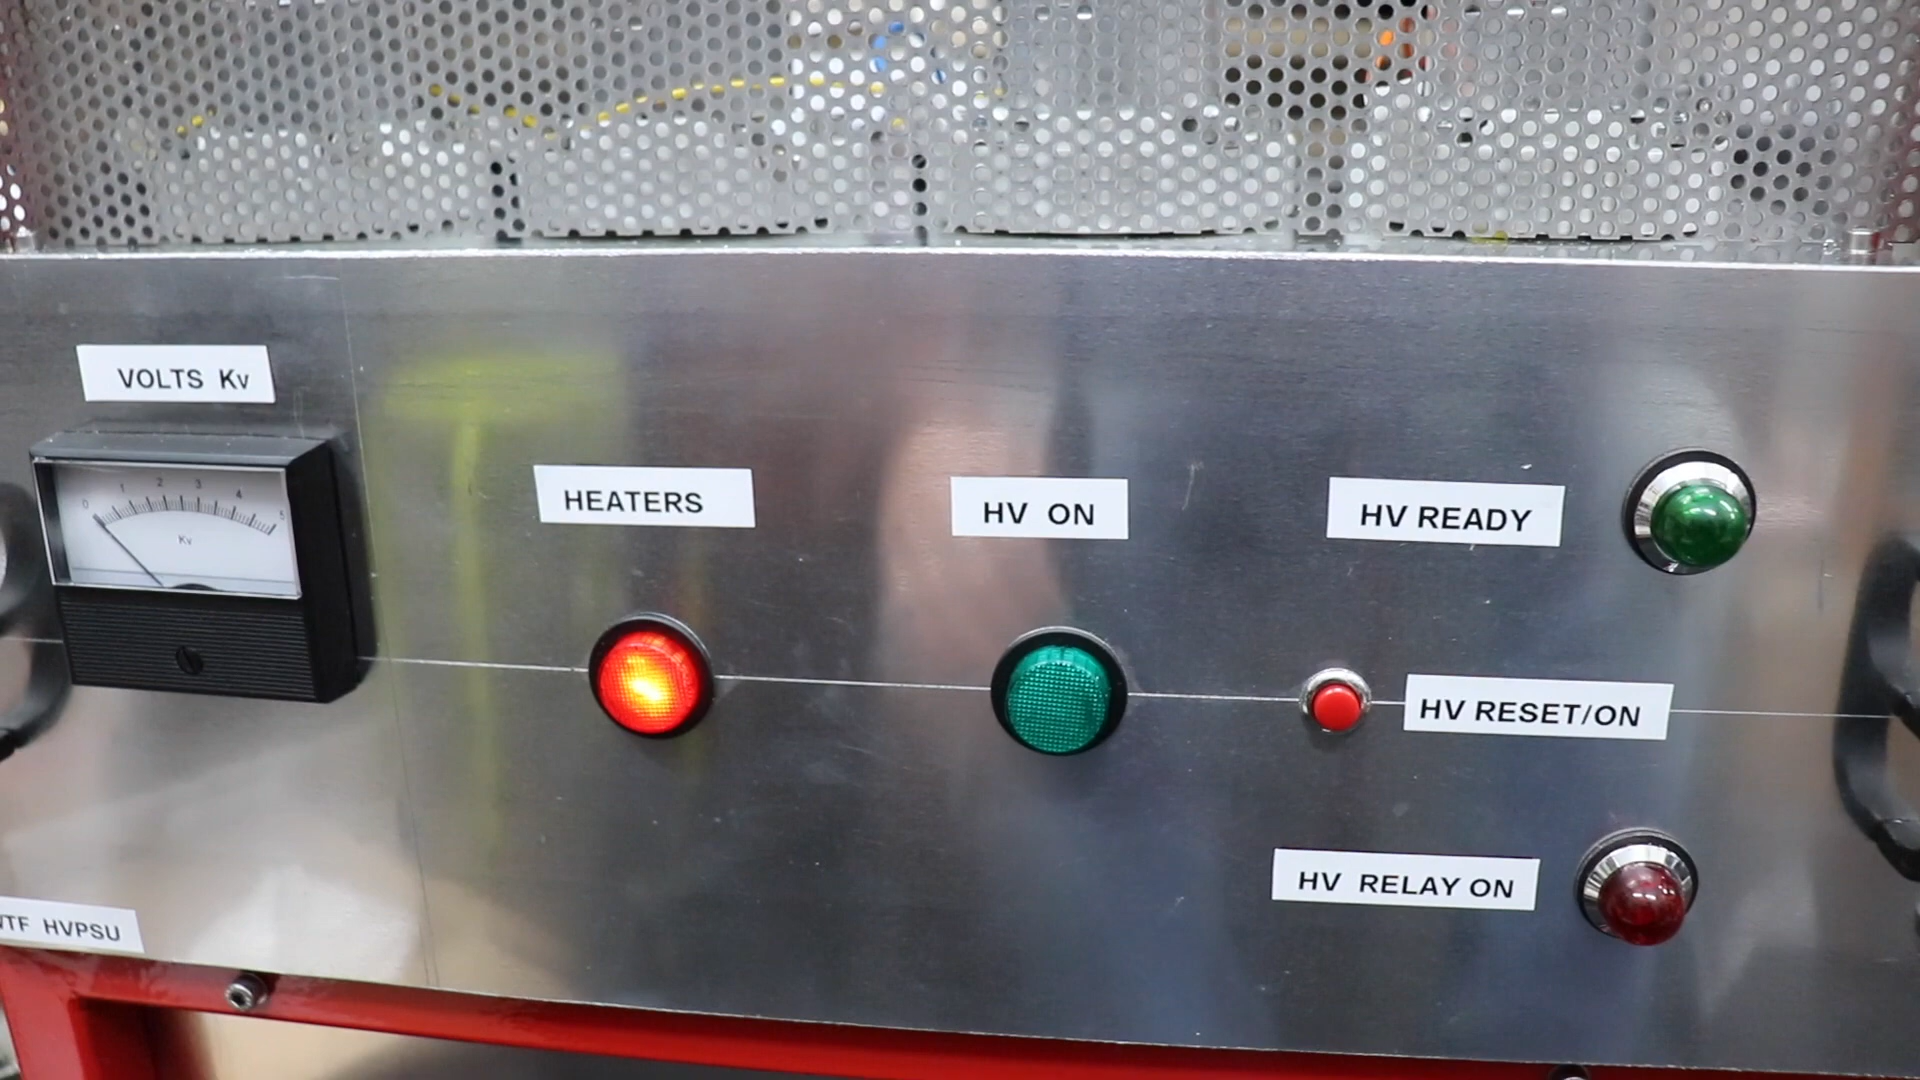 VOLTS Kv
0 1 2 3 4 5
Kv
HEATERS
HV ON
HV READY
HV RESET/ON
HV RELAY ON
HVPSU